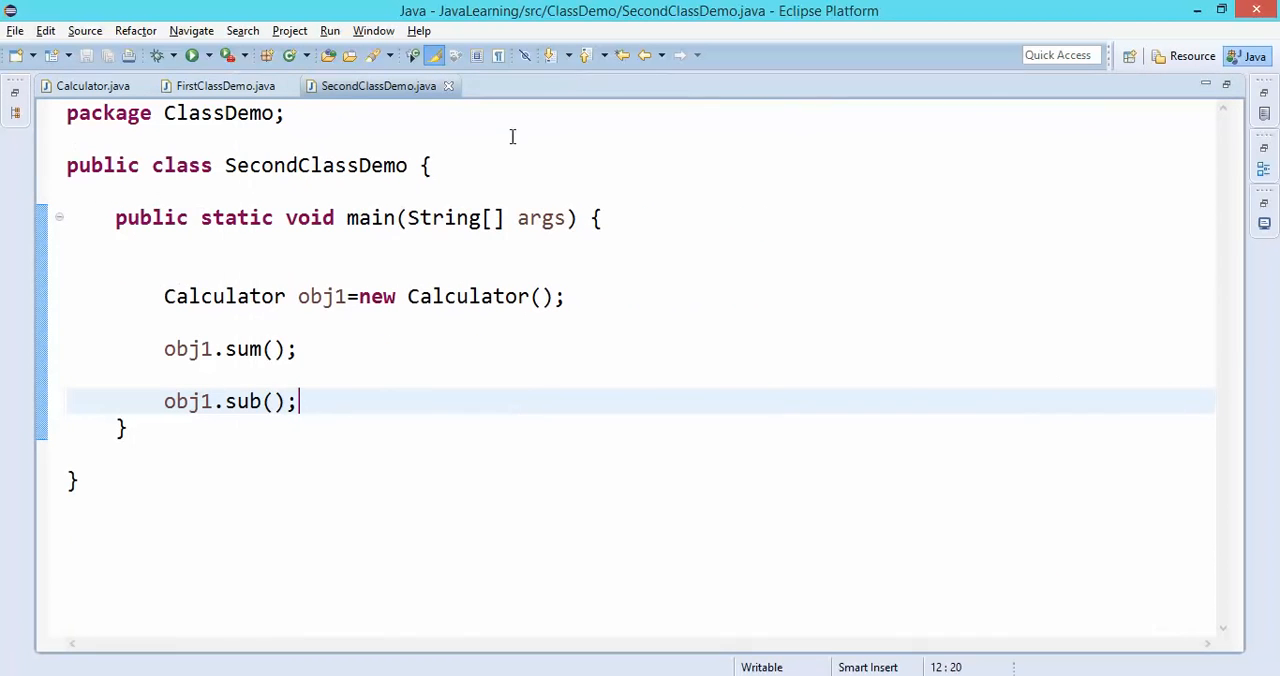 Java - JavaLearning/src/ClassDemo/SecondClassDemo.java - Eclipse Platform
File Edit Source Refactor Navigate Search Project Run Window Help
Quick Access Resource Java
Calculator.java FirstClassDemo.java SecondClassDemo.java
package ClassDemo;
public class SecondClassDemo {
public static void main(String[] args) {
Calculator obj1=new Calculator();
obj1.sum();
obj1.sub();
}
}
Writable Smart Insert 12 : 20